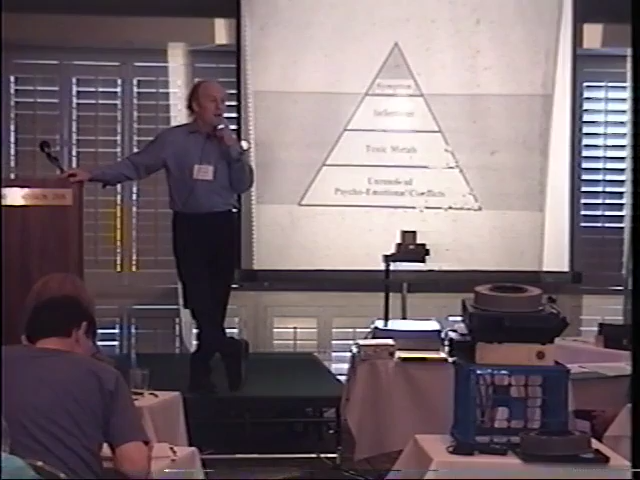 Symptoms
Infections
Toxic Metals
Unresolved
Psycho-Emotional Conflicts